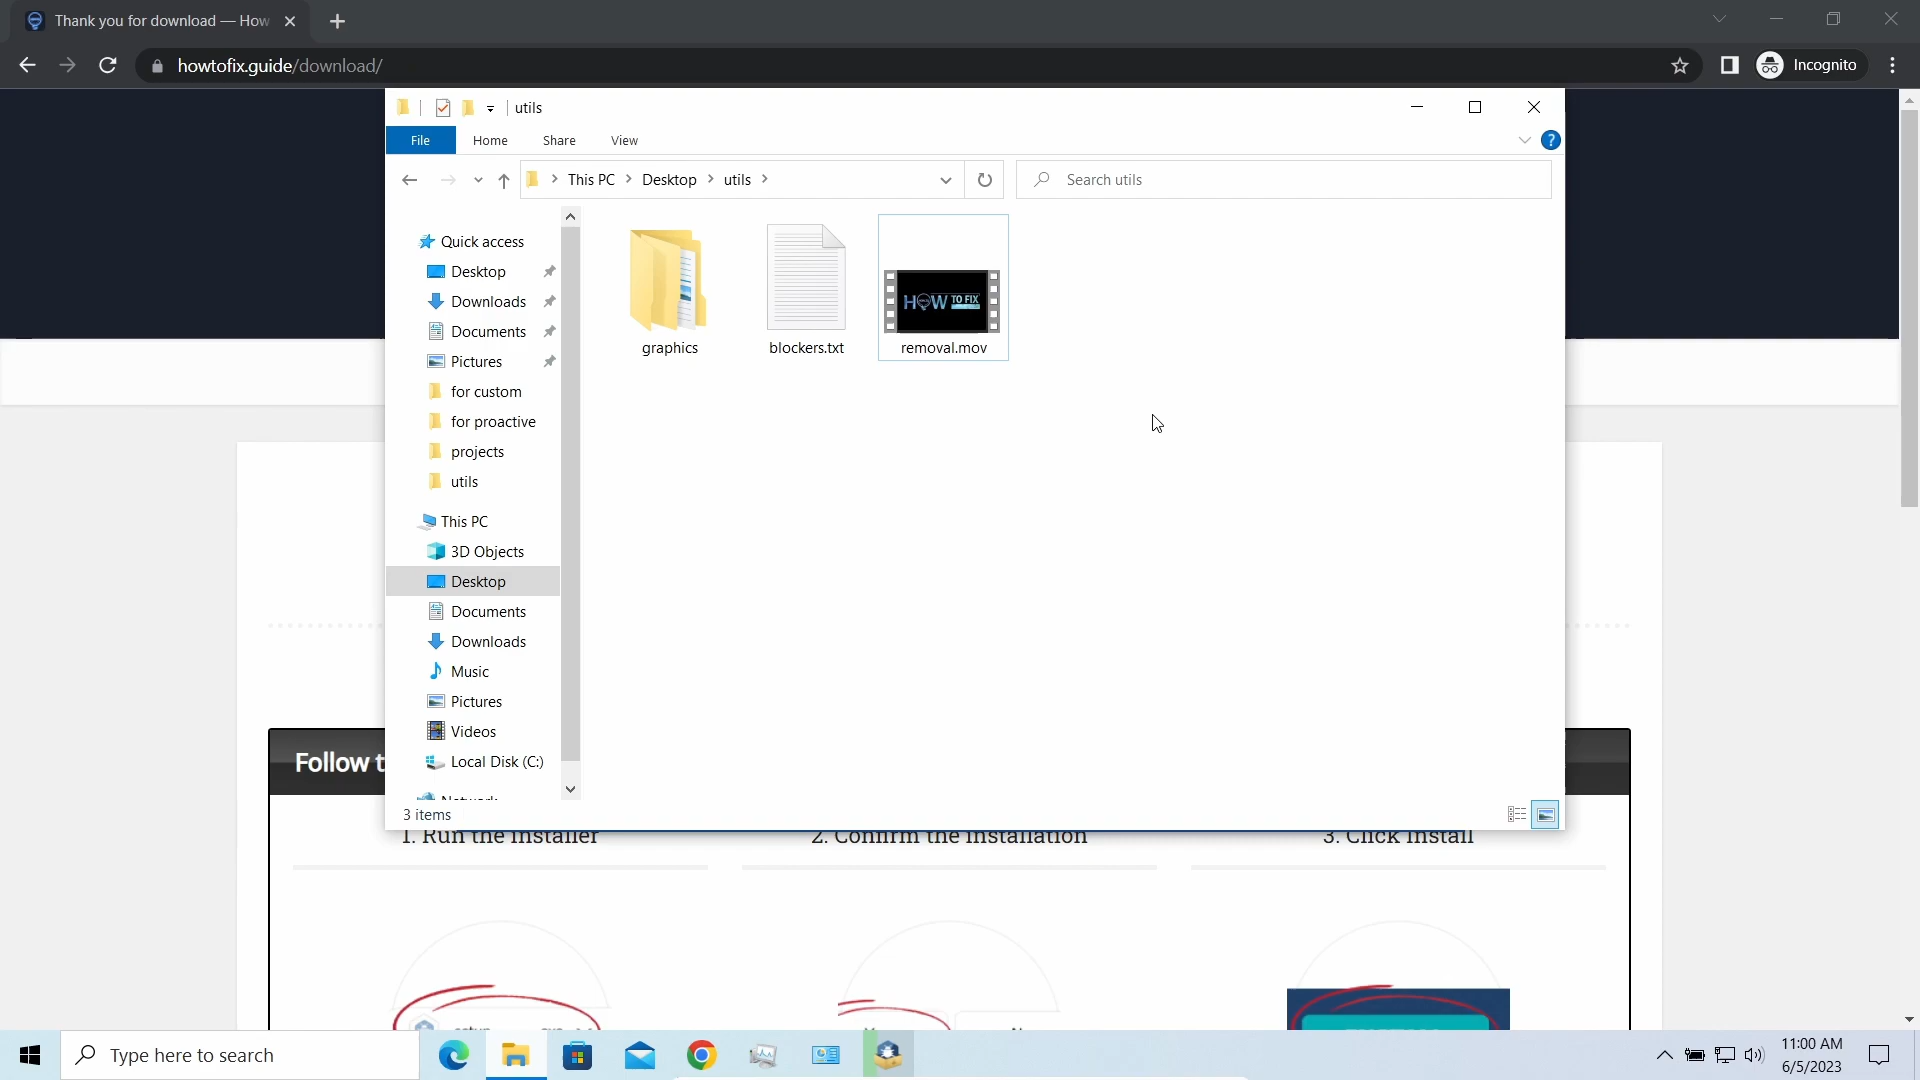 Thank you for download — How
howtofix.guide/download/
Incognito
utils
File Home Share View
This PC Desktop utils
Search utils
Quick access
Desktop
Downloads
Documents
Pictures
for custom
for proactive
projects
utils
This PC
3D Objects
Desktop
Documents
Downloads
Music
Pictures
Videos
Local Disk (C:)
Network
HOW TO FIX
graphics
blockers.txt
removal.mov
3 items
Follow t
1. Run the installer
2. Confirm the installation
3. Click Install
Type here to search
11:00 AM
6/5/2023